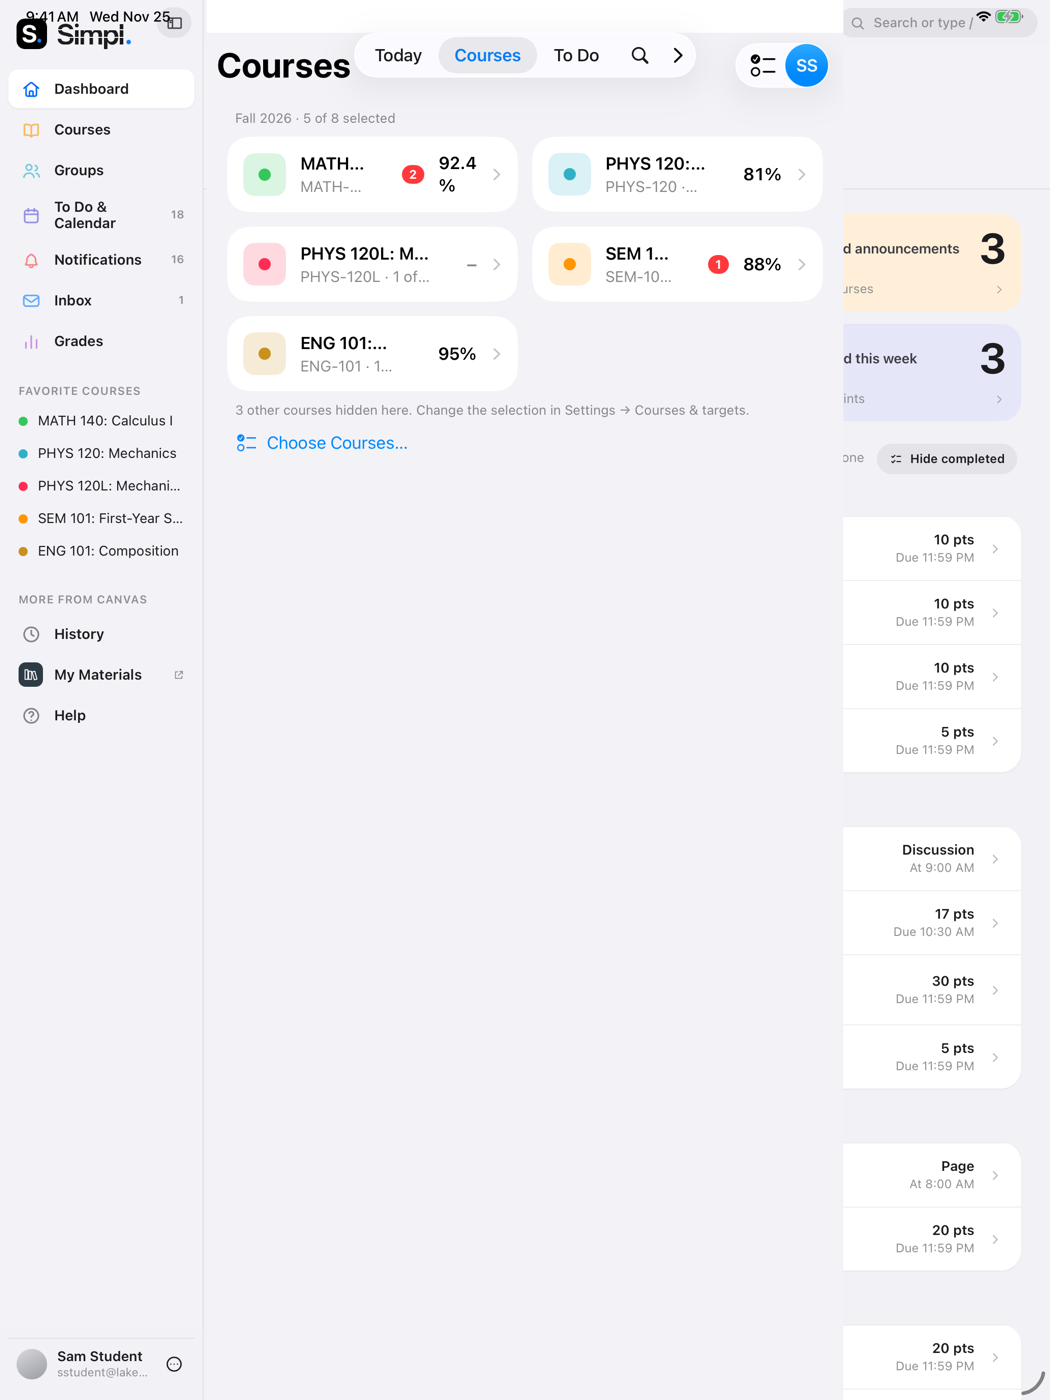 9:41 AM Wed Nov 25
S. Simpl.
Dashboard
Courses
Groups
To Do &
Calendar
18
Notifications
16
Inbox
1
Grades
FAVORITE COURSES
MATH 140: Calculus I
PHYS 120: Mechanics
PHYS 120L: Mechani...
SEM 101: First-Year S...
ENG 101: Composition
MORE FROM CANVAS
History
My Materials
Help
Sam Student
sstudent@lake...
Courses
Today
Courses
To Do
SS
Fall 2026 · 5 of 8 selected
MATH...
MATH-...
2
92.4
%
PHYS 120:...
PHYS-120 ·...
81%
PHYS 120L: M...
PHYS-120L · 1 of...
–
SEM 1...
SEM-10...
1
88%
ENG 101:...
ENG-101 · 1...
95%
3 other courses hidden here. Change the selection in Settings → Courses & targets.
Choose Courses...
Search or type /
d announcements
3
urses
d this week
3
ints
one
Hide completed
10 pts
Due 11:59 PM
10 pts
Due 11:59 PM
10 pts
Due 11:59 PM
5 pts
Due 11:59 PM
Discussion
At 9:00 AM
17 pts
Due 10:30 AM
30 pts
Due 11:59 PM
5 pts
Due 11:59 PM
Page
At 8:00 AM
20 pts
Due 11:59 PM
20 pts
Due 11:59 PM